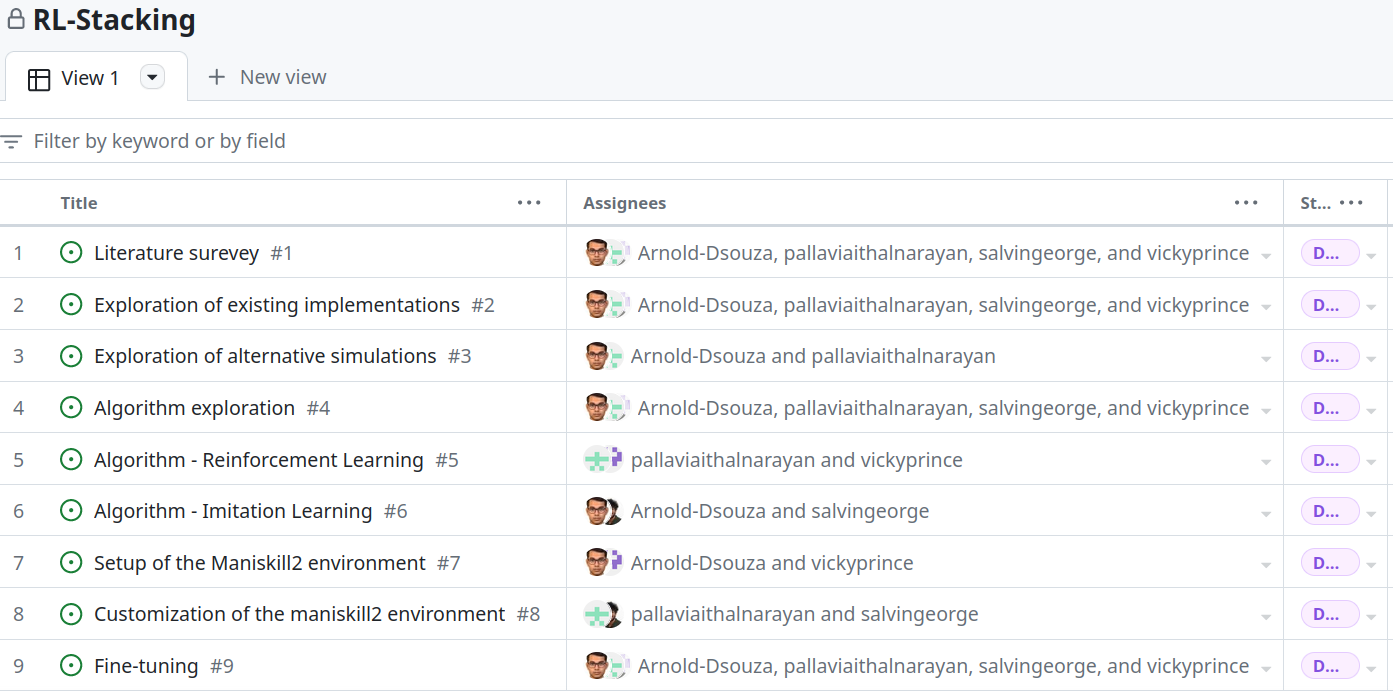 RL-Stacking
View 1 New view
Filter by keyword or by field
Title Assignees St...
1 Literature surevey #1 Arnold-Dsouza, pallaviaithalnarayan, salvingeorge, and vickyprince D...
2 Exploration of existing implementations #2 Arnold-Dsouza, pallaviaithalnarayan, salvingeorge, and vickyprince D...
3 Exploration of alternative simulations #3 Arnold-Dsouza and pallaviaithalnarayan D...
4 Algorithm exploration #4 Arnold-Dsouza, pallaviaithalnarayan, salvingeorge, and vickyprince D...
5 Algorithm - Reinforcement Learning #5 pallaviaithalnarayan and vickyprince D...
6 Algorithm - Imitation Learning #6 Arnold-Dsouza and salvingeorge D...
7 Setup of the Maniskill2 environment #7 Arnold-Dsouza and vickyprince D...
8 Customization of the maniskill2 environment #8 pallaviaithalnarayan and salvingeorge D...
9 Fine-tuning #9 Arnold-Dsouza, pallaviaithalnarayan, salvingeorge, and vickyprince D...